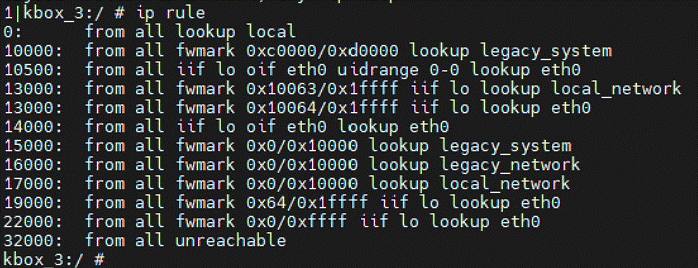 1|kbox_3:/ # ip rule
0:      from all lookup local
10000:  from all fwmark 0xc0000/0xd0000 lookup legacy_system
10500:  from all iif lo oif eth0 uidrange 0-0 lookup eth0
13000:  from all fwmark 0x10063/0x1ffff iif lo lookup local_network
13000:  from all fwmark 0x10064/0x1ffff iif lo lookup eth0
14000:  from all iif lo oif eth0 lookup eth0
15000:  from all fwmark 0x0/0x10000 lookup legacy_system
16000:  from all fwmark 0x0/0x10000 lookup legacy_network
17000:  from all fwmark 0x0/0x10000 lookup local_network
19000:  from all fwmark 0x64/0x1ffff iif lo lookup eth0
22000:  from all fwmark 0x0/0xffff iif lo lookup eth0
32000:  from all unreachable
kbox_3:/ #